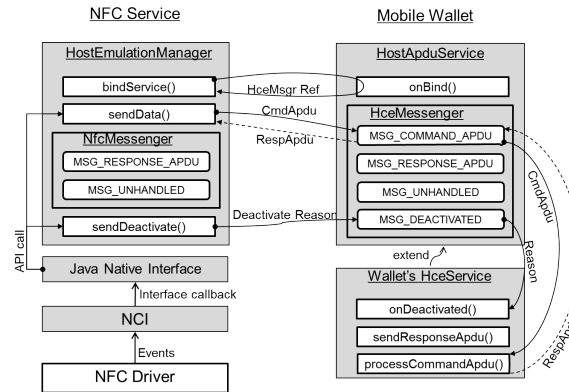 NFC Service
Mobile Wallet
HostEmulationManager
bindService()
sendData()
NfcMessenger
MSG_RESPONSE_APDU
MSG_UNHANDLED
sendDeactivate()
API call
Java Native Interface
Interface callback
NCI
Events
NFC Driver
HceMsgr Ref
CmdApdu
RespApdu
Deactivate Reason
HostApduService
onBind()
HceMessenger
MSG_COMMAND_APDU
MSG_RESPONSE_APDU
MSG_UNHANDLED
MSG_DEACTIVATED
extend
Wallet's HceService
onDeactivated()
sendResponseApdu()
processCommandApdu()
CmdApdu
Reason
RespApdu